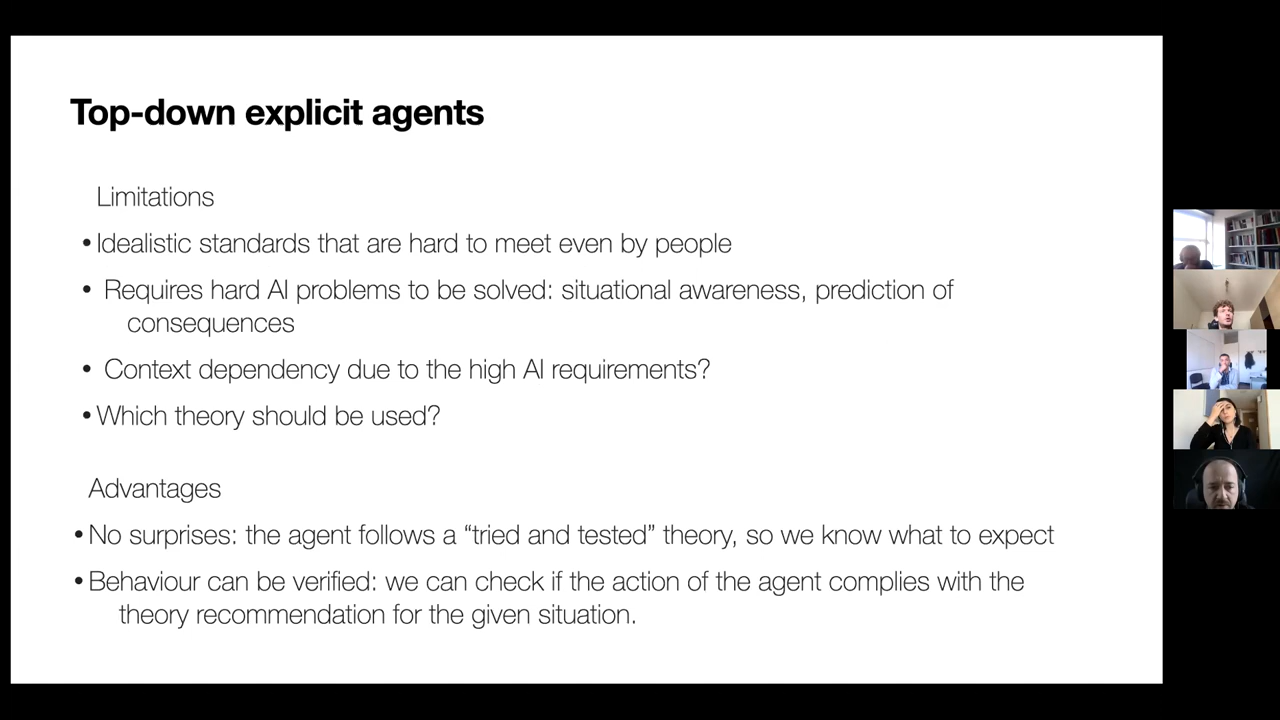 Top-down explicit agents
Limitations
• Idealistic standards that are hard to meet even by people
• Requires hard AI problems to be solved: situational awareness, prediction of
consequences
• Context dependency due to the high AI requirements?
• Which theory should be used?
Advantages
• No surprises: the agent follows a “tried and tested” theory, so we know what to expect
• Behaviour can be verified: we can check if the action of the agent complies with the
theory recommendation for the given situation.